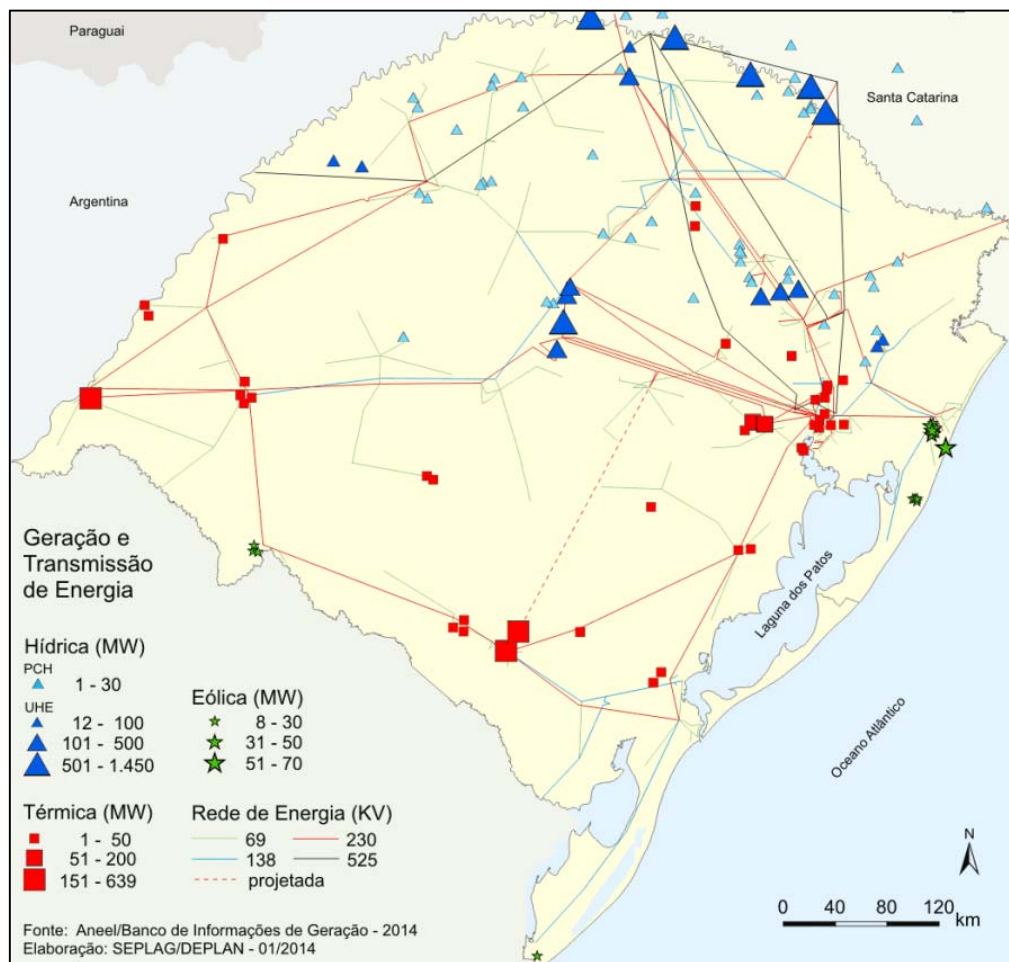 Paraguai
Santa Catarina
Argentina
Laguna dos Patos
Oceano Atlântico
Geração e
Transmissão
de Energia
Hídrica (MW)
PCH
1 - 30
UHE
12 - 100
101 - 500
501 - 1.450
Térmica (MW)
1 - 50
51 - 200
151 - 639
Eólica (MW)
8 - 30
31 - 50
51 - 70
Rede de Energia (KV)
69
230
138
525
projetada
N
0 40 80 120
km
Fonte: Aneel/Banco de Informações de Geração - 2014
Elaboração: SEPLAG/DEPLAN - 01/2014